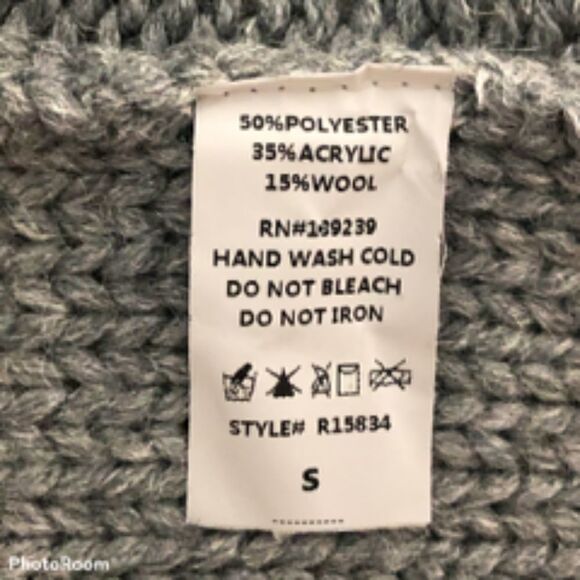 50%POLYESTER
35%ACRYLIC
15%WOOL
RN#109239
HAND WASH COLD
DO NOT BLEACH
DO NOT IRON
STYLE# R15834
S
PhotoRoom